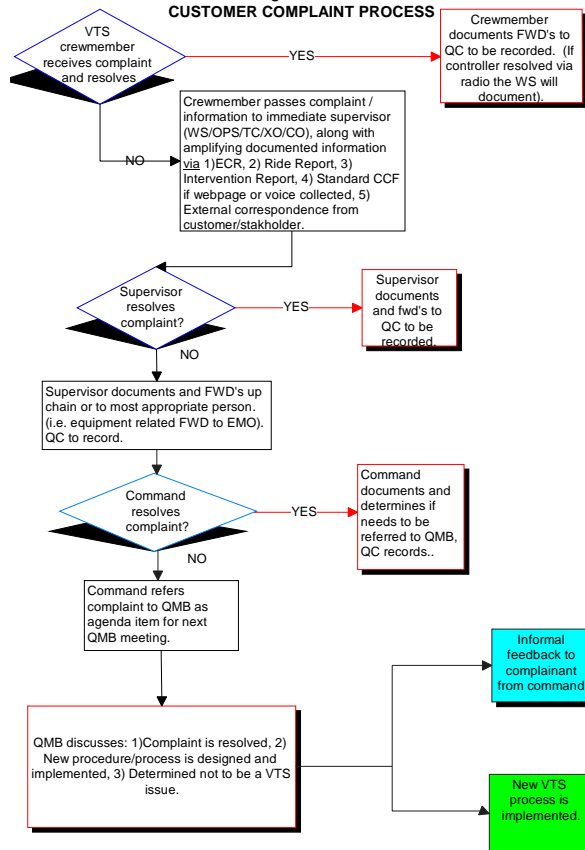 CUSTOMER COMPLAINT PROCESS
VTS
crewmember
receives complaint
and resolves
YES
Crewmember
documents FWD's to
QC to be recorded. (If
controller resolved via
radio the WS will
document).
NO
Crewmember passes complaint /
information to immediate supervisor
(WS/OPS/TC/XO/CO), along with
amplifying documented information
via 1)ECR, 2) Ride Report, 3)
Intervention Report, 4) Standard CCF
if webpage or voice collected, 5)
External correspondence from
customer/stakholder.
Supervisor
resolves
complaint?
YES
Supervisor
documents
and fwd's to
QC to be
recorded.
NO
Supervisor documents and FWD's up
chain or to most appropriate person.
(i.e. equipment related FWD to EMO).
QC to record.
Command
resolves
complaint?
YES
Command
documents and
determines if
needs to be
referred to QMB,
QC records..
NO
Command refers
complaint to QMB as
agenda item for next
QMB meeting.
Informal
feedback to
complainant
from command
QMB discusses: 1)Complaint is resolved, 2)
New procedure/process is designed and
implemented, 3) Determined not to be a VTS
issue.
New VTS
process is
implemented.